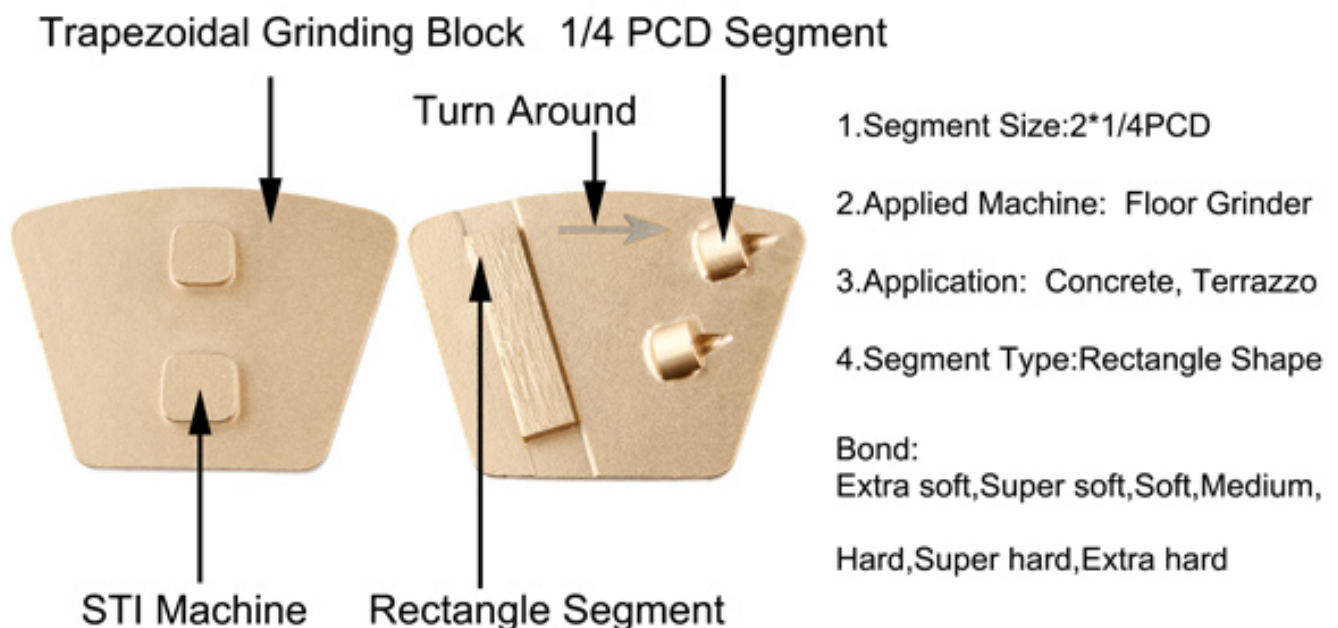 Trapezoidal Grinding Block
1/4 PCD Segment
Turn Around
STI Machine
Rectangle Segment
1.Segment Size:2*1/4PCD
2.Applied Machine: Floor Grinder
3.Application: Concrete, Terrazzo
4.Segment Type:Rectangle Shape
Bond:
Extra soft,Super soft,Soft,Medium,
Hard,Super hard,Extra hard